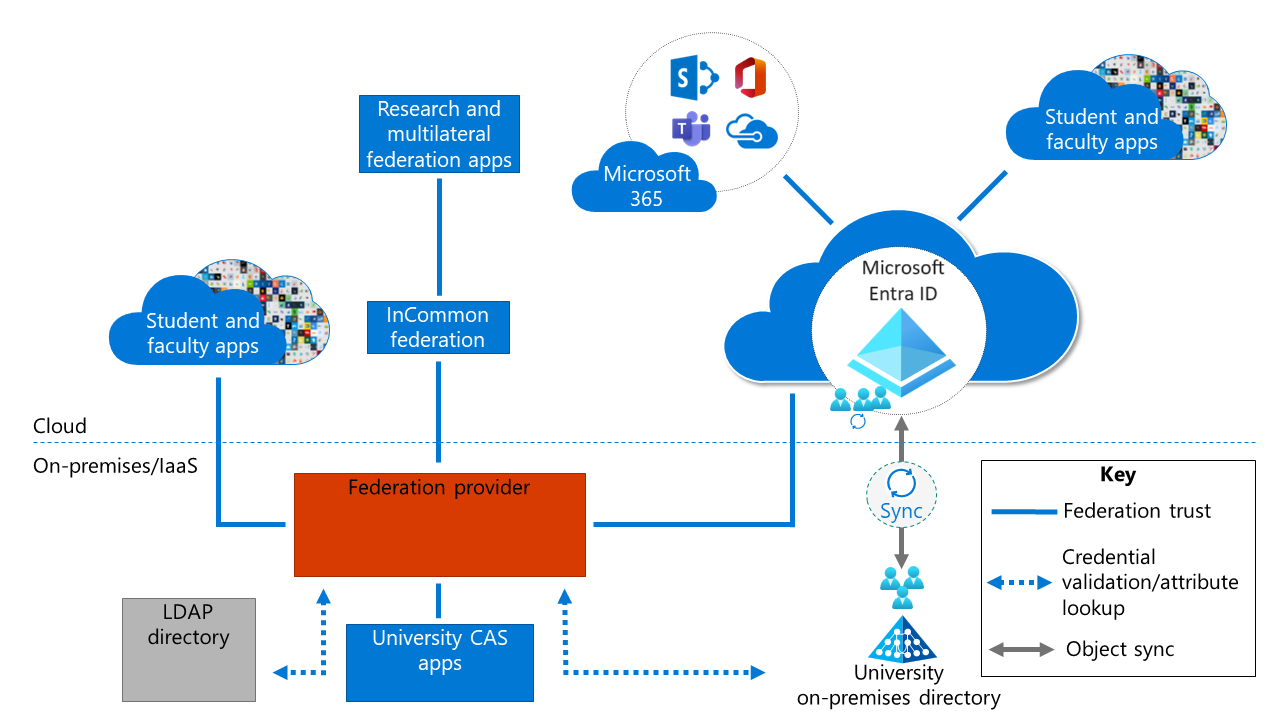 Research and
multilateral
federation apps
S
T
Microsoft
365
Student and
faculty apps
Microsoft
Entra ID
Student and
faculty apps
InCommon
federation
Cloud
On-premises/IaaS
Federation provider
Sync
Key
Federation trust
Credential
validation/attribute
lookup
Object sync
LDAP
directory
University CAS
apps
University
on-premises directory